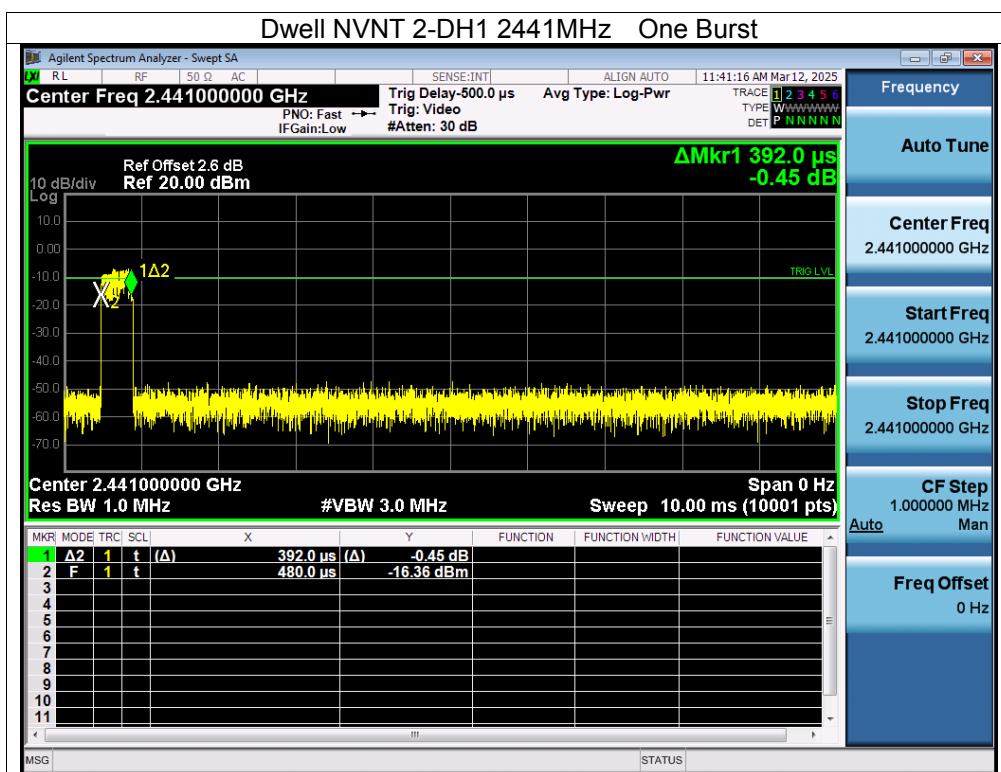 Dwell NVNT 2-DH1 2441MHz One Burst
Agilent Spectrum Analyzer - Swept SA
LXI RL RF 50 Ω AC SENSE:INT ALIGN AUTO 11:41:16 AM Mar 12, 2025
Center Freq 2.441000000 GHz Trig Delay-500.0 µs Avg Type: Log-Pwr TRACE 1 2 3 4 5 6
PNO: Fast Trig: Video TYPE WWWWWWW
IFGain:Low #Atten: 30 dB DET P N N N N N
Frequency
Auto Tune
Center Freq
2.441000000 GHz
Start Freq
2.441000000 GHz
Stop Freq
2.441000000 GHz
CF Step
1.000000 MHz
Auto Man
Freq Offset
0 Hz
ΔMkr1 392.0 µs
-0.45 dB
Ref Offset 2.6 dB
10 dB/div Ref 20.00 dBm
Log
10.0
0.00
-10.0
-20.0
-30.0
-40.0
-50.0
-60.0
-70.0
1Δ2
2
TRIG LVL
Center 2.441000000 GHz Span 0 Hz
Res BW 1.0 MHz #VBW 3.0 MHz Sweep 10.00 ms (10001 pts)
MKR MODE TRC SCL X Y FUNCTION FUNCTION WIDTH FUNCTION VALUE
1 Δ2 1 t (Δ) 392.0 µs (Δ) -0.45 dB
2 F 1 t 480.0 µs -16.36 dBm
3
4
5
6
7
8
9
10
11
MSG STATUS